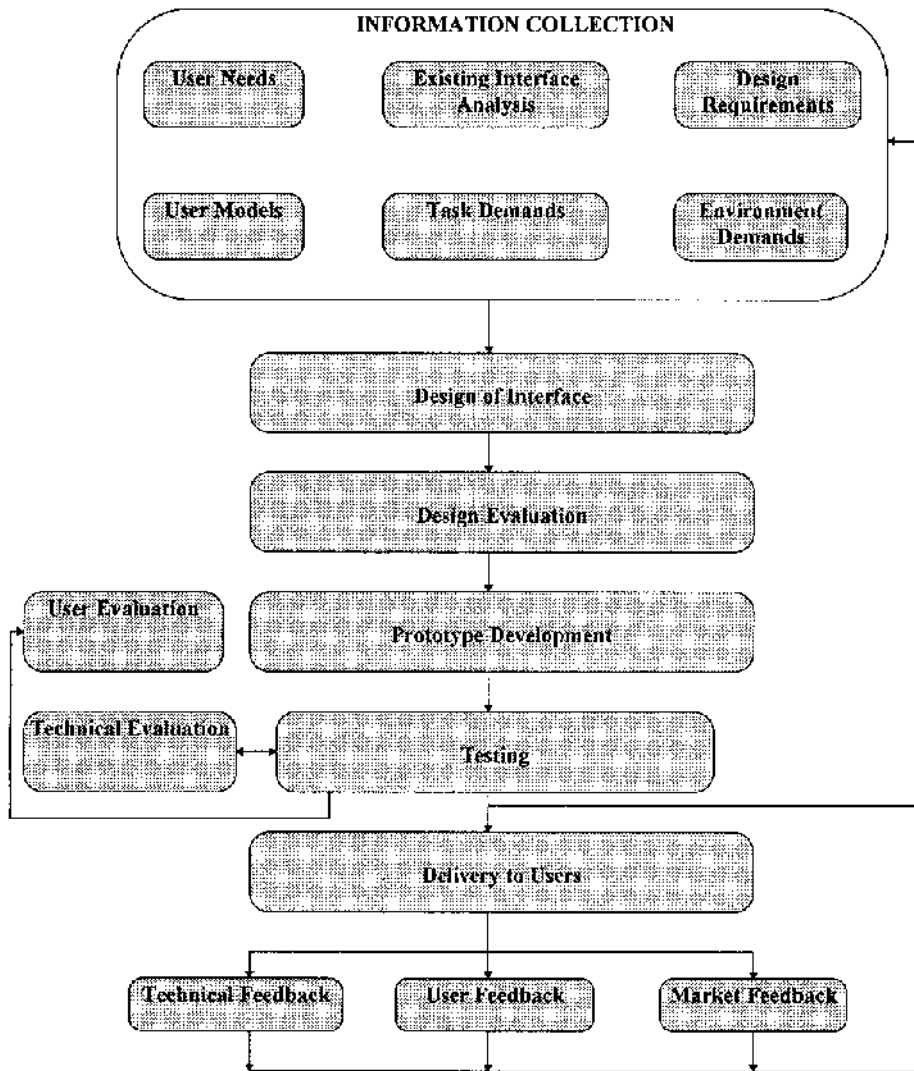 INFORMATION COLLECTION
User Needs
Existing Interface
Analysis
Design
Requirements
User Models
Task Demands
Environment
Demands
Design of Interface
Design Evaluation
User Evaluation
Prototype Development
Technical Evaluation
Testing
Delivery to Users
Technical Feedback
User Feedback
Market Feedback